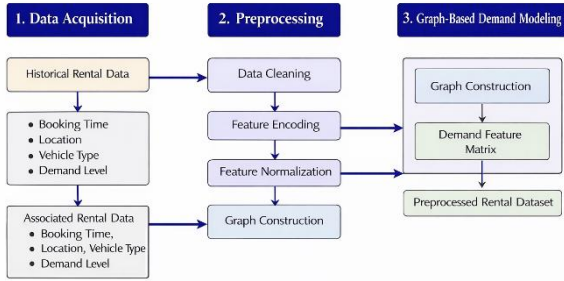 1. Data Acquisition
Historical Rental Data
• Booking Time
• Location
• Vehicle Type
• Demand Level
Associated Rental Data
• Booking Time,
• Location, Vehicle Type
• Demand Level
2. Preprocessing
Data Cleaning
Feature Encoding
Feature Normalization
Graph Construction
3. Graph-Based Demand Modeling
Graph Construction
Demand Feature
Matrix
Preprocessed Rental Dataset